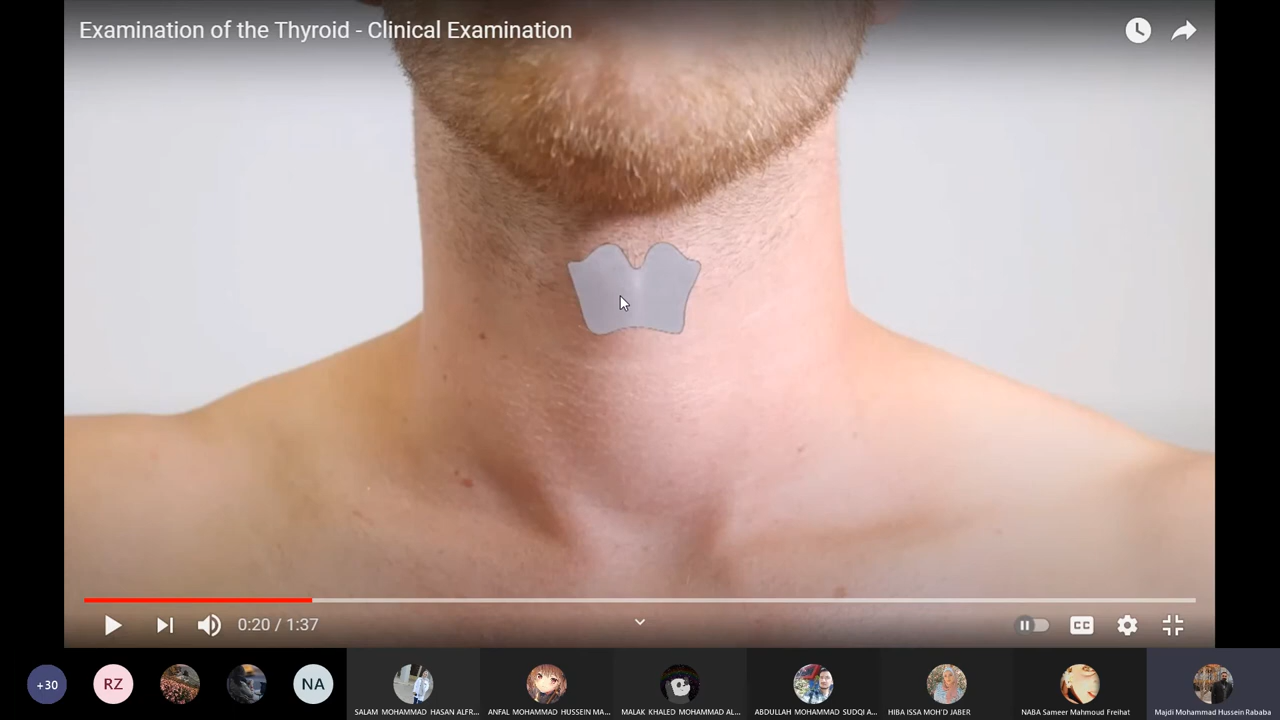 Examination of the Thyroid - Clinical Examination
0:20 / 1:37
CC
+30
RZ
NA
SALAM MOHAMMAD HASAN ALFR...
ANFAL MOHAMMAD HUSSEIN MA...
MALAK KHALED MOHAMMAD AL...
ABDULLAH MOHAMMAD SUDQI A...
HIBA ISSA MOH'D JABER
NABA Sameer Mahmoud Freihat
Majdi Mohammad Hussein Rababa